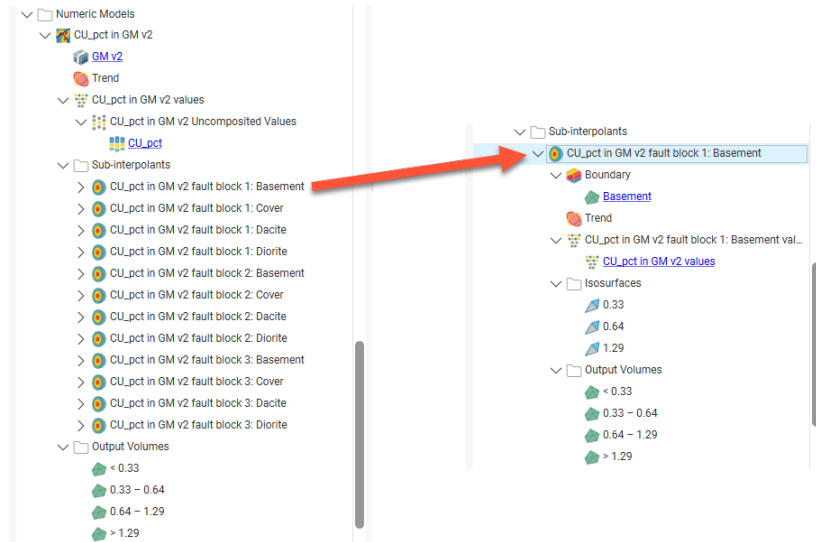 Numeric Models
CU_pct in GM v2
GM v2
Trend
CU_pct in GM v2 values
CU_pct in GM v2 Uncomposited Values
CU_pct
Sub-interpolants
CU_pct in GM v2 fault block 1: Basement
CU_pct in GM v2 fault block 1: Cover
CU_pct in GM v2 fault block 1: Dacite
CU_pct in GM v2 fault block 1: Diorite
CU_pct in GM v2 fault block 2: Basement
CU_pct in GM v2 fault block 2: Cover
CU_pct in GM v2 fault block 2: Dacite
CU_pct in GM v2 fault block 2: Diorite
CU_pct in GM v2 fault block 3: Basement
CU_pct in GM v2 fault block 3: Cover
CU_pct in GM v2 fault block 3: Dacite
CU_pct in GM v2 fault block 3: Diorite
Output Volumes
< 0.33
0.33 – 0.64
0.64 – 1.29
> 1.29
Sub-interpolants
CU_pct in GM v2 fault block 1: Basement
Boundary
Basement
Trend
CU_pct in GM v2 fault block 1: Basement val...
CU_pct in GM v2 values
Isosurfaces
0.33
0.64
1.29
Output Volumes
< 0.33
0.33 – 0.64
0.64 – 1.29
> 1.29